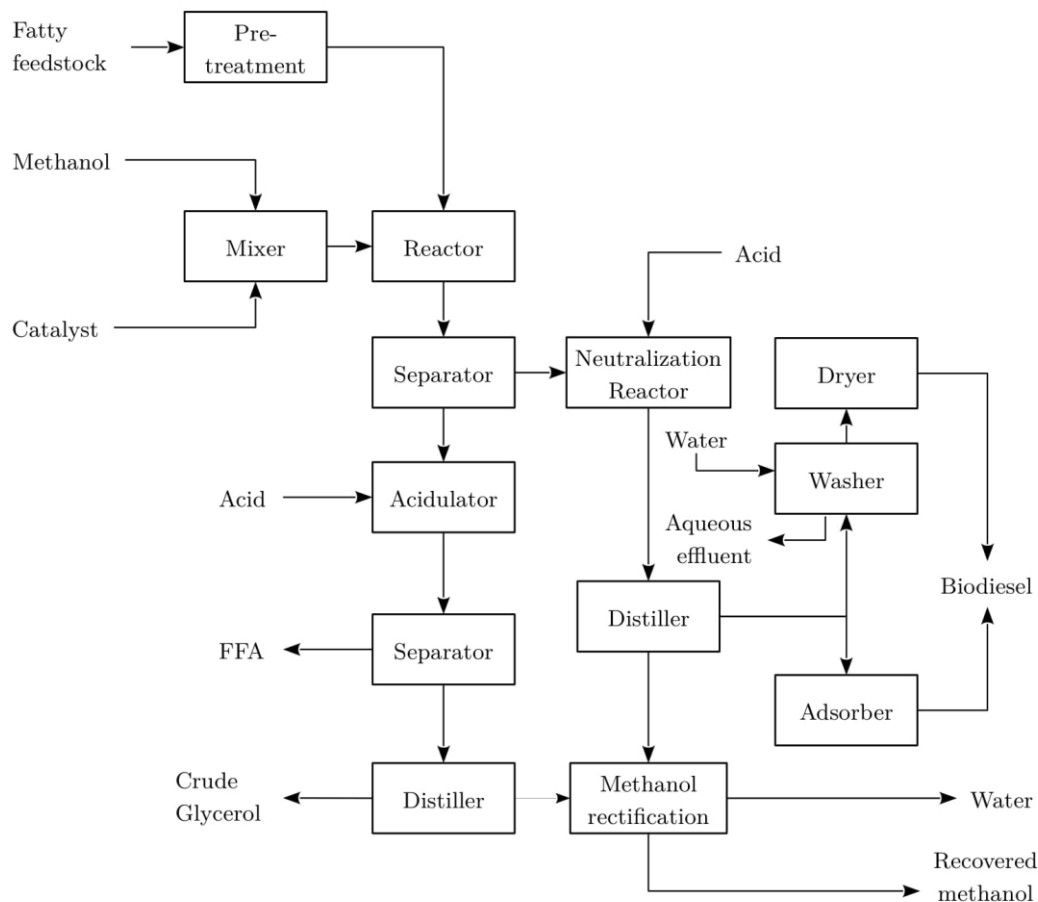 Fatty
feedstock
Pre-
treatment
Methanol
Mixer
Reactor
Acid
Catalyst
Separator
Neutralization
Reactor
Dryer
Water
Washer
Acid
Acidulator
Aqueous
effluent
Biodiesel
Distiller
FFA
Separator
Adsorber
Crude
Glycerol
Distiller
Methanol
rectification
Water
Recovered
methanol